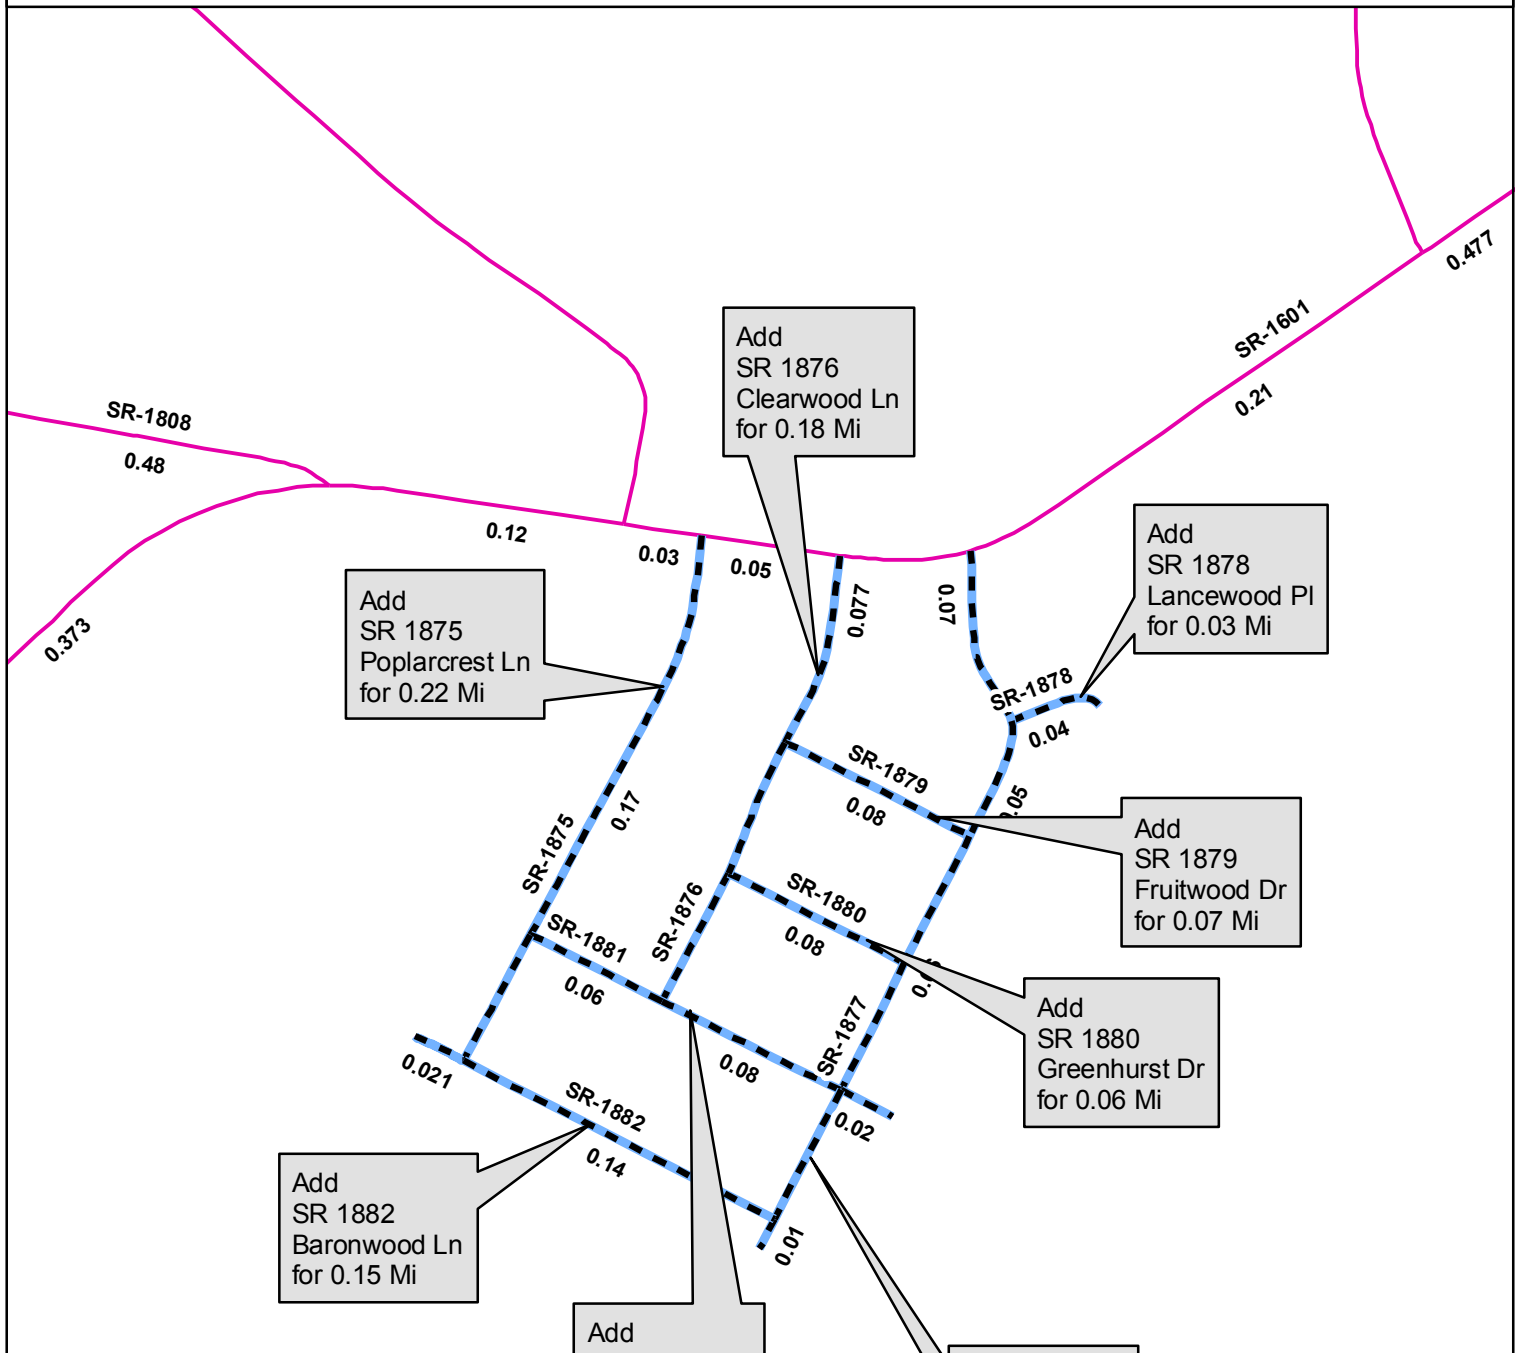 0.477
SR-1601
0.21
Add
SR 1876
Clearwood Ln
for 0.18 Mi
SR-1808
0.48
0.12
0.03
0.05
0.373
Add
SR 1878
Lancewood Pl
for 0.03 Mi
Add
SR 1875
Poplarcrest Ln
for 0.22 Mi
0.077
0.07
SR-1878
0.04
SR-1879
0.08
0.17
SR-1875
Add
SR 1879
Fruitwood Dr
for 0.07 Mi
SR-1880
0.08
SR-1876
SR-1881
0.06
Add
SR 1880
Greenhurst Dr
for 0.06 Mi
SR-1877
0.08
0.021
SR-1882
0.14
0.02
Add
SR 1882
Baronwood Ln
for 0.15 Mi
0.01
Add